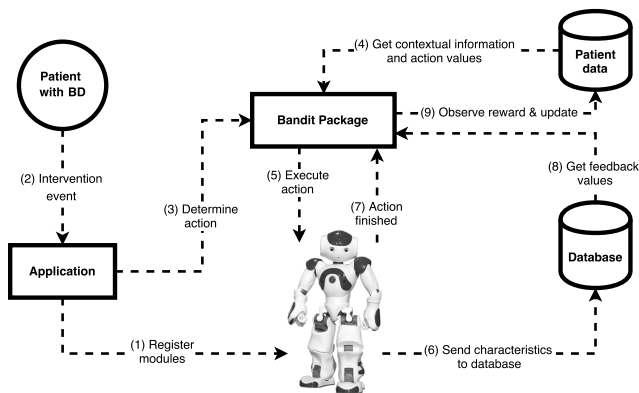 (4) Get contextual information
and action values
Patient
data
Patient
with BD
Bandit Package
(9) Observe reward & update
(2) Intervention
event
(3) Determine
action
(5) Execute
action
(7) Action
finished
(8) Get feedback
values
Application
Database
(1) Register
modules
(6) Send characteristics
to database